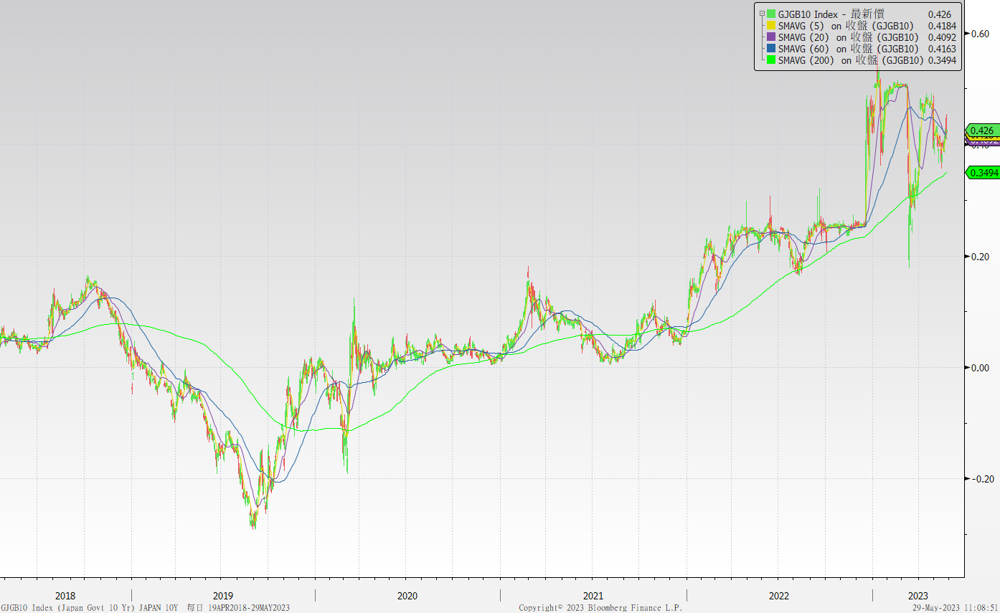 GJGB10 Index - 最新價 0.426
SMAVG (5) on 收盤 (GJGB10) 0.4184
SMAVG (20) on 收盤 (GJGB10) 0.4092
SMAVG (60) on 收盤 (GJGB10) 0.4163
SMAVG (200) on 收盤 (GJGB10) 0.3494
0.60
0.426
0.3494
0.20
0.00
-0.20
2018 2019 2020 2021 2022 2023
GJGB10 Index (Japan Govt 10 Yr) JAPAN 10Y 每日 19APR2018-29MAY2023 Copyright© 2023 Bloomberg Finance L.P. 29-May-2023 11:08:51